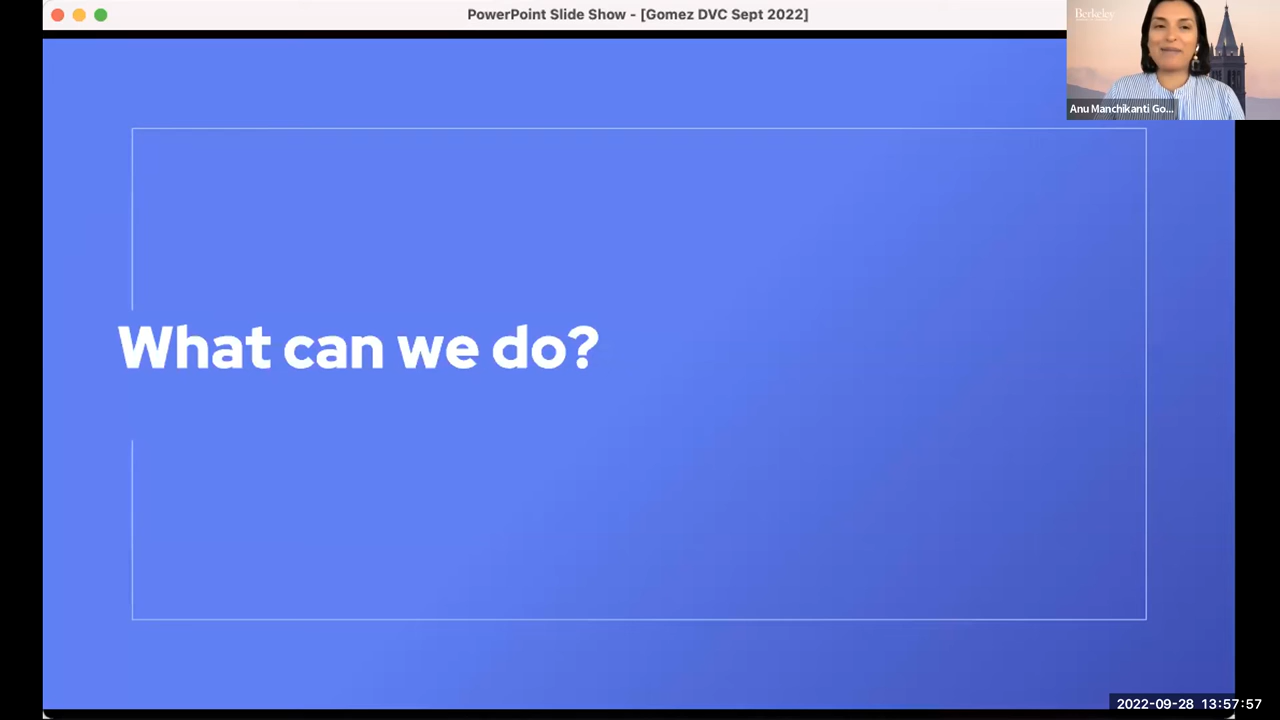 PowerPoint Slide Show - [Gomez DVC Sept 2022]
Berkeley
Anu Manchikanti Go...
What can we do?
2022-09-28 13:57:57